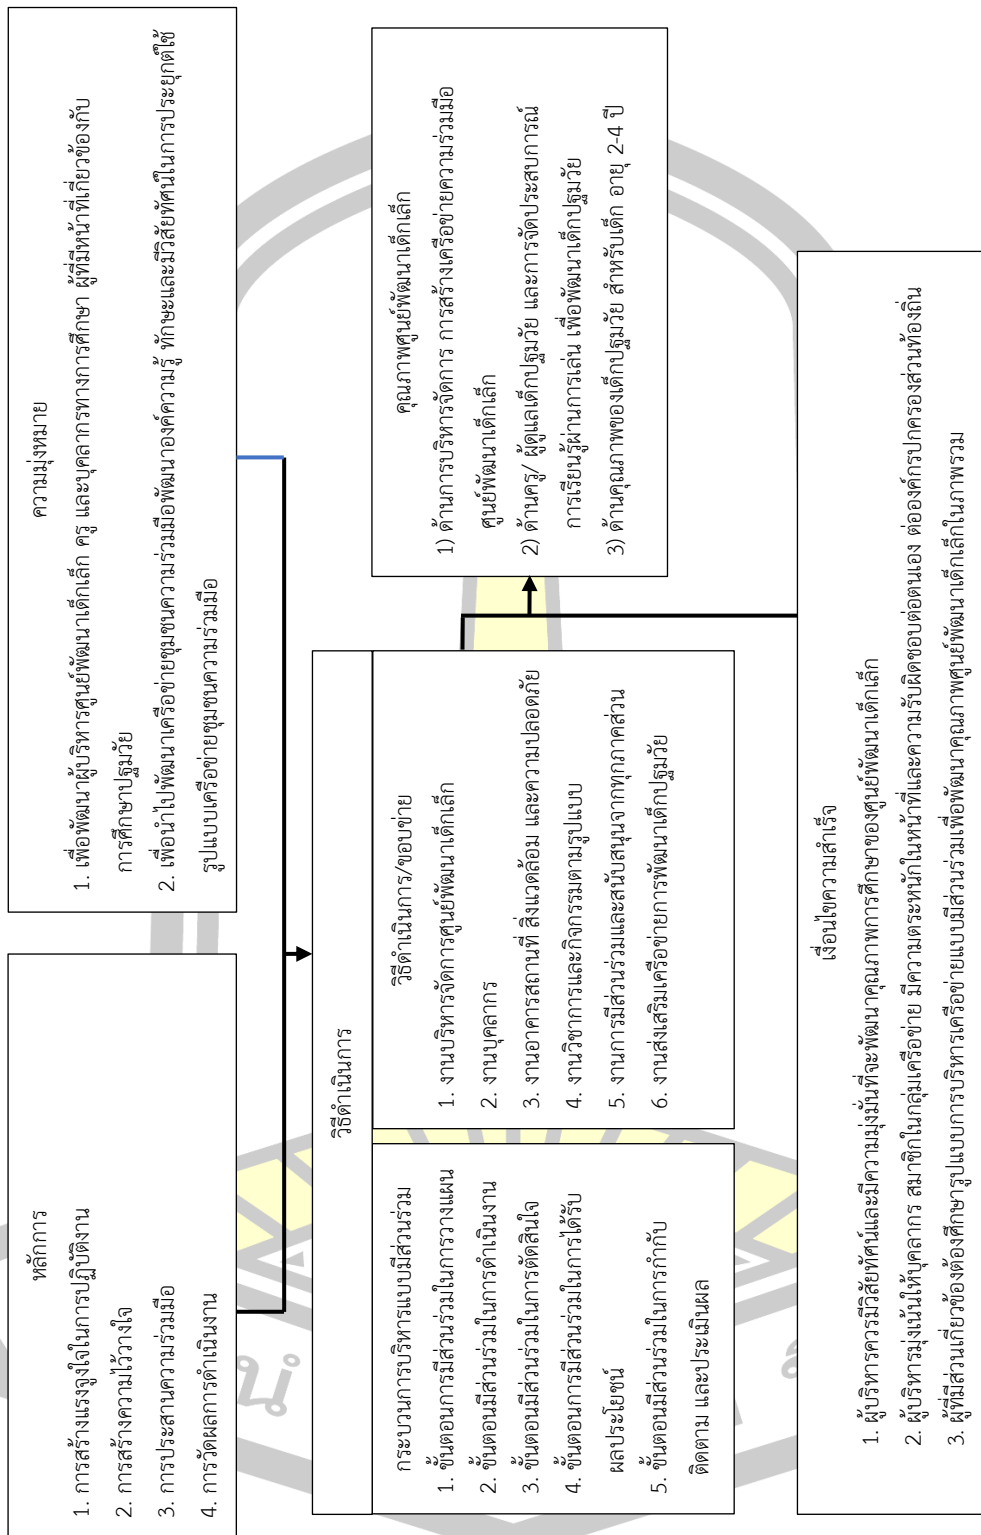 หลักการ
1. การสร้างแรงจูงใจในการปฏิบัติงาน
2. การสร้างความไว้วางใจ
3. การประสานความร่วมมือ
4. การวัดผลการดำเนินงาน
ความมุ่งหมาย
1. เพื่อพัฒนาผู้บริหารศูนย์พัฒนาเด็กเล็ก ครู และบุคลากรทางการศึกษา ผู้ที่มีหน้าที่เกี่ยวข้องกับ
การศึกษาปฐมวัย
2. เพื่อนำไปพัฒนาเครือข่ายชุมชนความร่วมมือพัฒนาองค์ความรู้ ทักษะและมีวิสัยทัศน์ในการประยุกต์ใช้
รูปแบบเครือข่ายชุมชนความร่วมมือ
วิธีดำเนินการ
กระบวนการบริหารแบบมีส่วนร่วม
1. ขั้นตอนการมีส่วนร่วมในการวางแผน
2. ขั้นตอนมีส่วนร่วมในการดำเนินงาน
3. ขั้นตอนมีส่วนร่วมในการตัดสินใจ
4. ขั้นตอนการมีส่วนร่วมในการได้รับ
ผลประโยชน์
5. ขั้นตอนมีส่วนร่วมในการกำกับ
ติดตาม และประเมินผล
วิธีดำเนินการ/ขอบข่าย
1. งานบริหารจัดการศูนย์พัฒนาเด็กเล็ก
2. งานบุคลากร
3. งานอาคารสถานที่ สิ่งแวดล้อม และความปลอดภัย
4. งานวิชาการและกิจกรรมตามรูปแบบ
5. งานการมีส่วนร่วมและสนับสนุนจากทุกภาคส่วน
6. งานส่งเสริมเครือข่ายการพัฒนาเด็กปฐมวัย
คุณภาพศูนย์พัฒนาเด็กเล็ก
1) ด้านการบริหารจัดการ การสร้างเครือข่ายความร่วมมือ
ศูนย์พัฒนาเด็กเล็ก
2) ด้านครู/ ผู้ดูแลเด็กปฐมวัย และการจัดประสบการณ์
การเรียนรู้ผ่านการเล่น เพื่อพัฒนาเด็กปฐมวัย
3) ด้านคุณภาพของเด็กปฐมวัย สำหรับเด็ก อายุ 2-4 ปี
เงื่อนไขความสำเร็จ
1. ผู้บริหารควรมีวิสัยทัศน์และมีความมุ่งมั่นที่จะพัฒนาคุณภาพการศึกษาของศูนย์พัฒนาเด็กเล็ก
2. ผู้บริหารมุ่งเน้นให้บุคลากร สมาชิกในกลุ่มเครือข่าย มีความตระหนักในหน้าที่และความรับผิดชอบต่อตนเอง ต่อองค์กรปกครองส่วนท้องถิ่น
3. ผู้ที่มีส่วนเกี่ยวข้องต้องศึกษารูปแบบการบริหารเครือข่ายแบบมีส่วนร่วมเพื่อพัฒนาคุณภาพศูนย์พัฒนาเด็กเล็กในภาพรวม